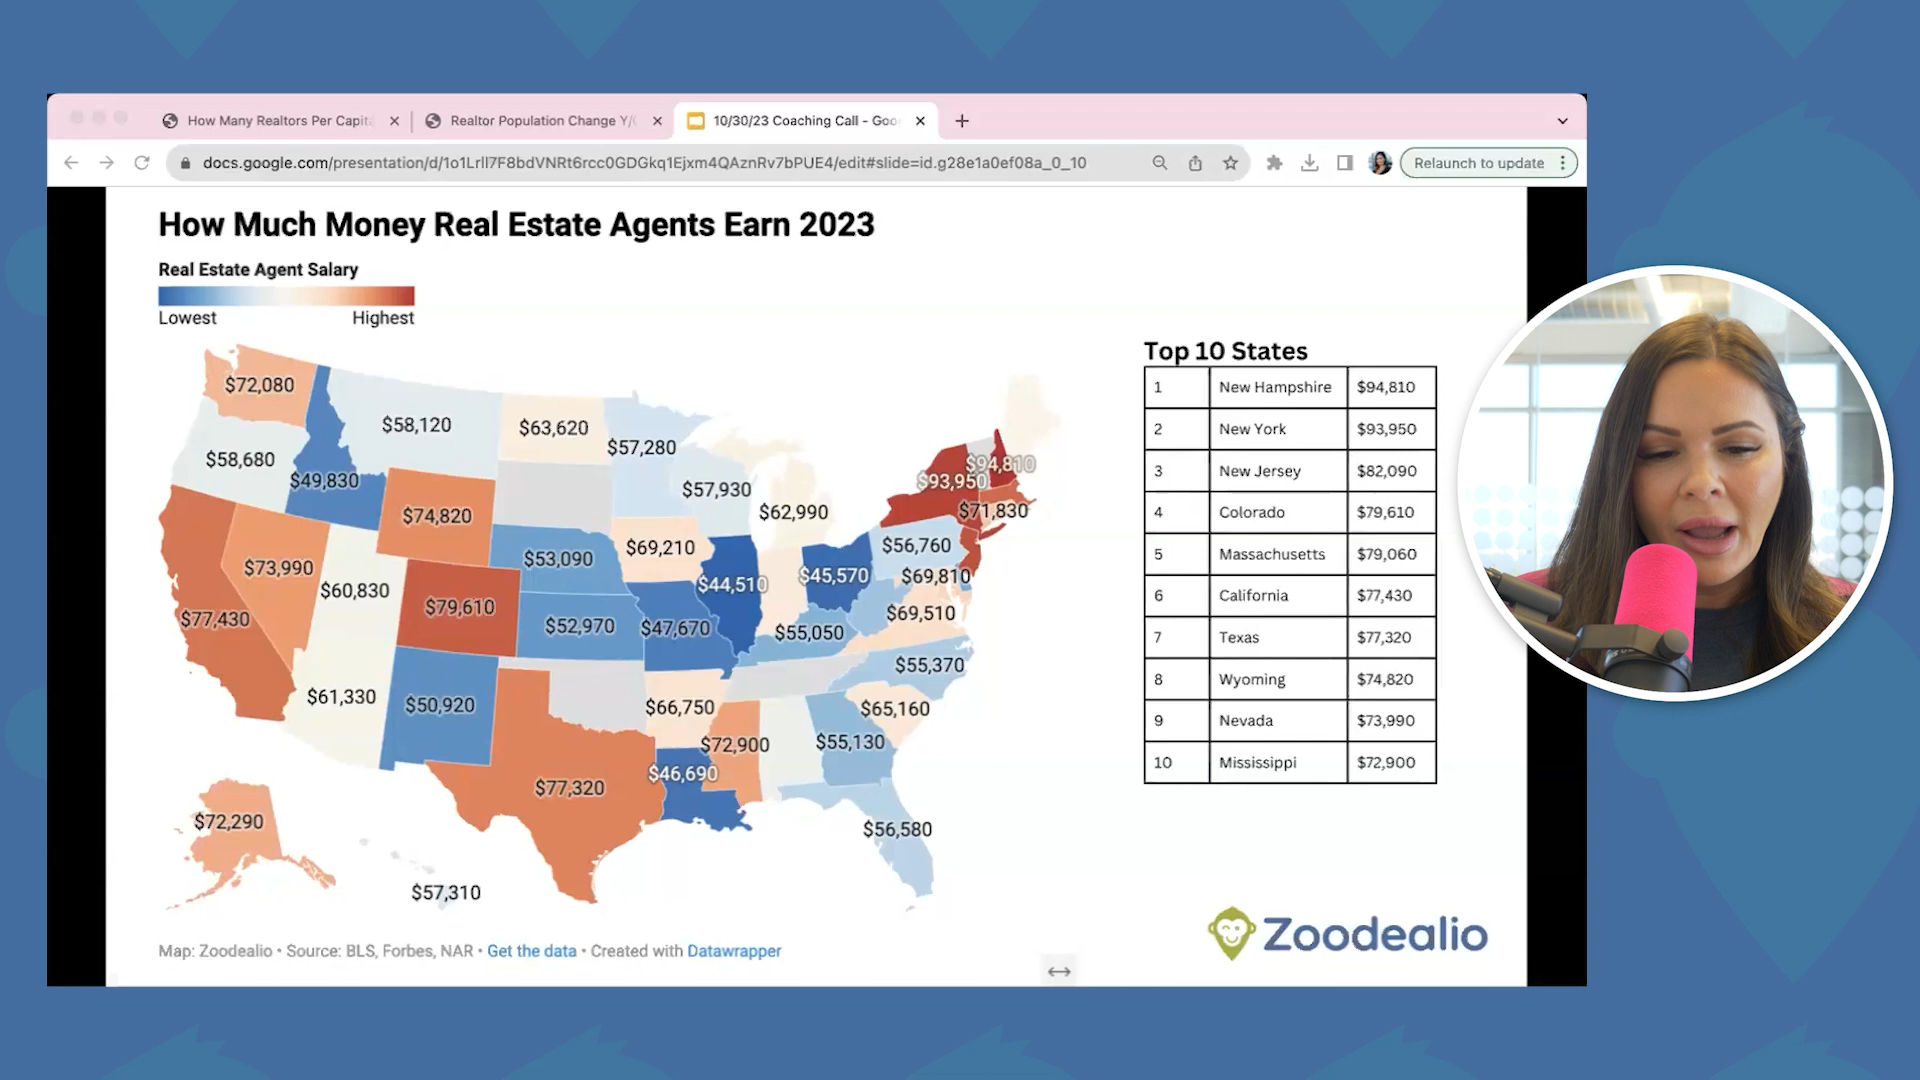 How Many Realtors Per Capit
Realtor Population Change Y/
10/30/23 Coaching Call - Goo
docs.google.com/presentation/d/1o1Lrll7F8bdVNRt6rcc0GDGkq1Ejxm4QAznRv7bPUE4/edit#slide=id.g28e1a0ef08a_0_10
Relaunch to update
How Much Money Real Estate Agents Earn 2023
Real Estate Agent Salary
Lowest Highest
$72,080
$58,120
$63,620
$57,280
$58,680
$49,830
$74,820
$57,930
$62,990
$94,810
$93,950
$71,830
$73,990
$60,830
$53,090
$69,210
$56,760
$77,430
$79,610
$52,970
$47,670
$44,510
$45,570
$69,810
$69,510
$55,050
$55,370
$61,330
$50,920
$66,750
$65,160
$72,900
$55,130
$77,320
$46,690
$56,580
$72,290
$57,310
Top 10 States
1 New Hampshire $94,810
2 New York $93,950
3 New Jersey $82,090
4 Colorado $79,610
5 Massachusetts $79,060
6 California $77,430
7 Texas $77,320
8 Wyoming $74,820
9 Nevada $73,990
10 Mississippi $72,900
Zoodealio
Map: Zoodealio • Source: BLS, Forbes, NAR • Get the data • Created with Datawrapper